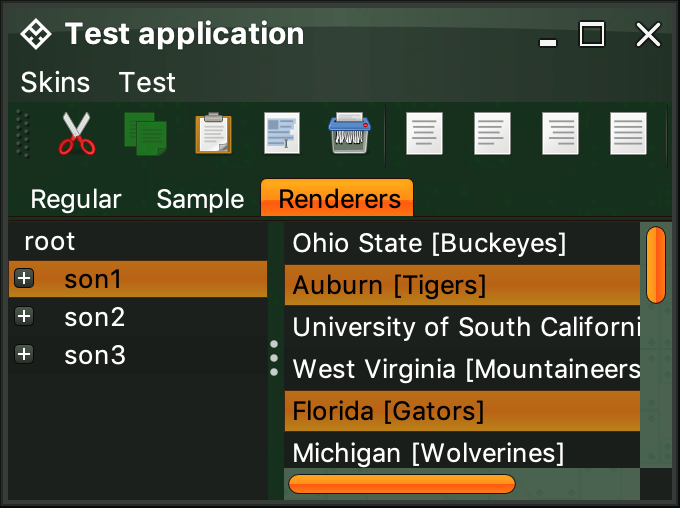 Test application
Skins Test
Regular Sample Renderers
root
son1
son2
son3
Ohio State [Buckeyes]
Auburn [Tigers]
University of South Californi
West Virginia [Mountaineers
Florida [Gators]
Michigan [Wolverines]